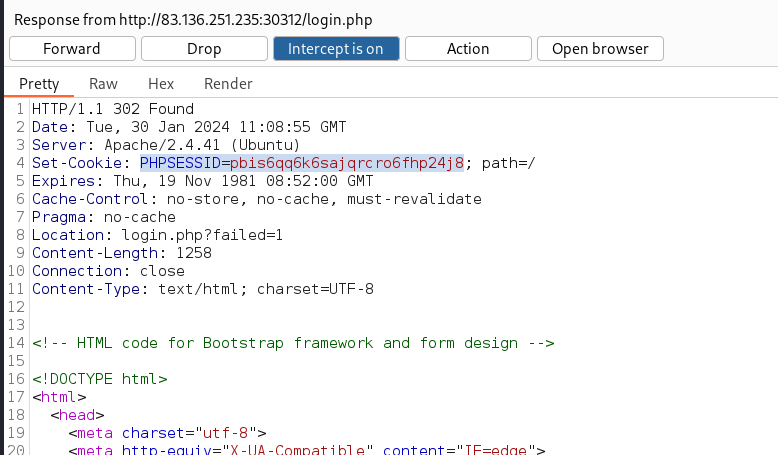 Response from http://83.136.251.235:30312/login.php
Forward Drop Intercept is on Action Open browser
Pretty Raw Hex Render
1 HTTP/1.1 302 Found
2 Date: Tue, 30 Jan 2024 11:08:55 GMT
3 Server: Apache/2.4.41 (Ubuntu)
4 Set-Cookie: PHPSESSID=pbis6qq6k6sajqrcro6fhp24j8; path=/
5 Expires: Thu, 19 Nov 1981 08:52:00 GMT
6 Cache-Control: no-store, no-cache, must-revalidate
7 Pragma: no-cache
8 Location: login.php?failed=1
9 Content-Length: 1258
10 Connection: close
11 Content-Type: text/html; charset=UTF-8
12
13
14 <!-- HTML code for Bootstrap framework and form design -->
15
16 <!DOCTYPE html>
17 <html>
18 <head>
19 <meta charset="utf-8">
20 <meta http-equiv="X-UA-Compatible" content="IE=edge">